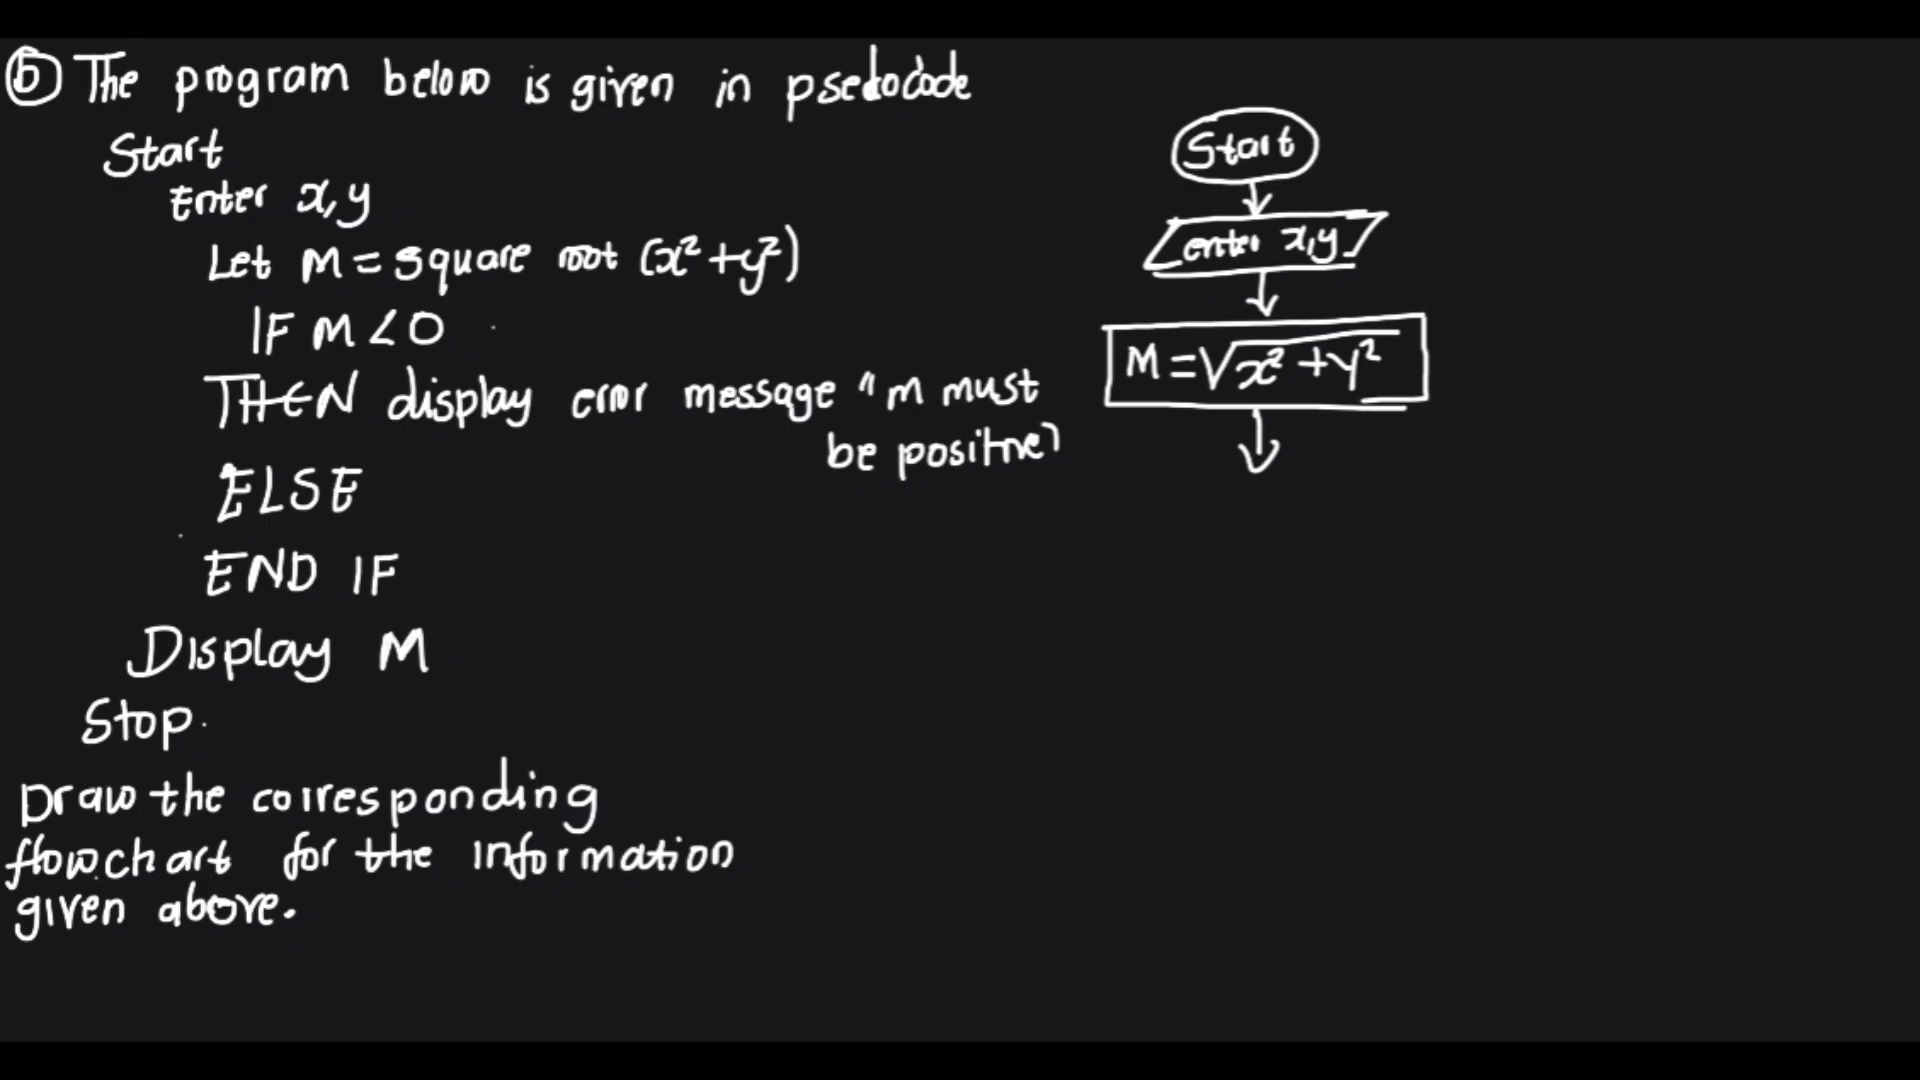 b The program below is given in psedocode
Start
Enter x,y
Let M = square root (x²+y²)
IF M < 0
THEN display error message "m must
be positive"
ELSE
END IF
Display M
Stop.
Draw the corresponding
flowchart for the information
given above.
Start
enter x,y
M = √x² + y²